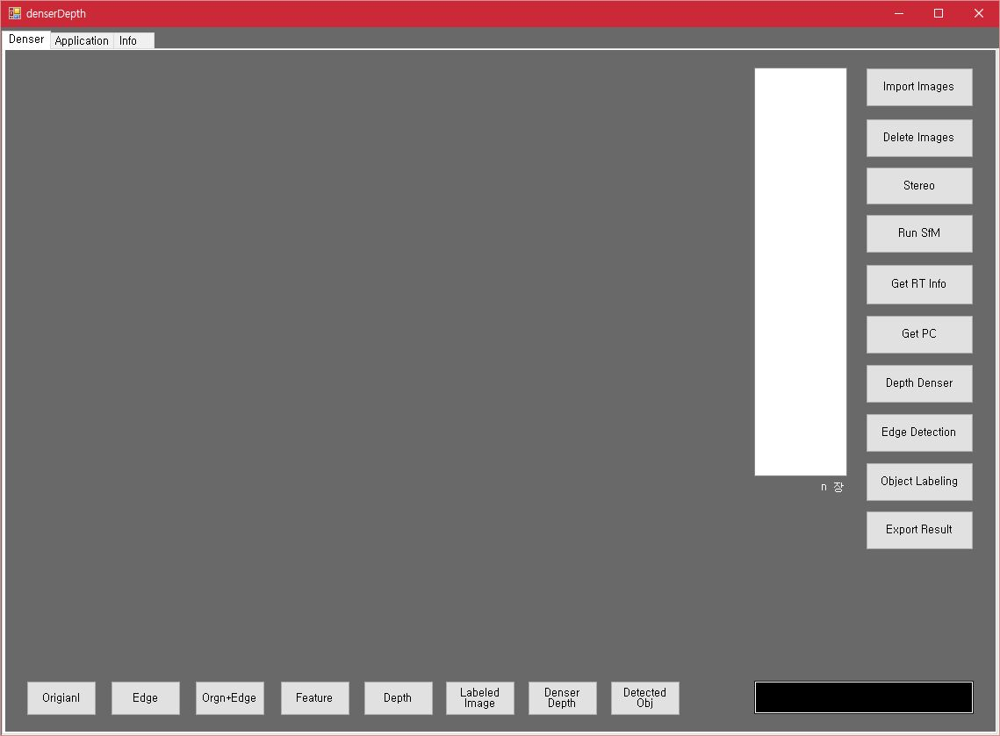 denserDepth
Denser Application Info
Import Images
Delete Images
Stereo
Run SfM
Get RT Info
Get PC
Depth Denser
Edge Detection
Object Labeling
Export Result
n 장
Origianl
Edge
Orgn+Edge
Feature
Depth
Labeled
Image
Denser
Depth
Detected
Obj